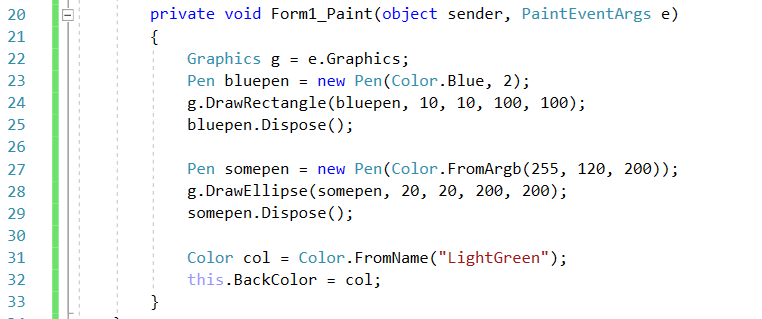 20 private void Form1_Paint(object sender, PaintEventArgs e)
21 {
22 Graphics g = e.Graphics;
23 Pen bluepen = new Pen(Color.Blue, 2);
24 g.DrawRectangle(bluepen, 10, 10, 100, 100);
25 bluepen.Dispose();
26
27 Pen somepen = new Pen(Color.FromArgb(255, 120, 200));
28 g.DrawEllipse(somepen, 20, 20, 200, 200);
29 somepen.Dispose();
30
31 Color col = Color.FromName("LightGreen");
32 this.BackColor = col;
33 }